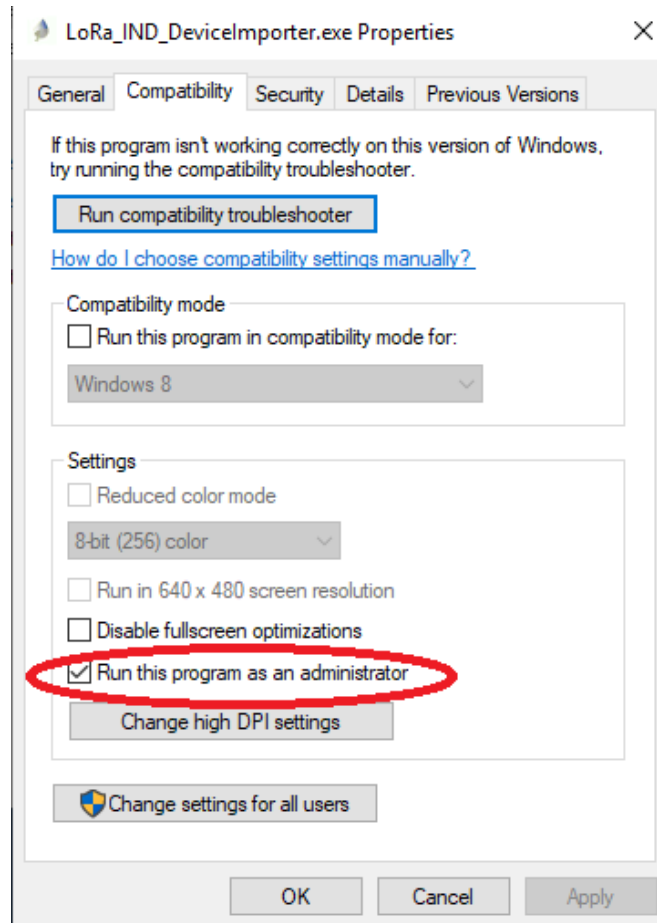 LoRa_IND_DeviceImporter.exe Properties
General Compatibility Security Details Previous Versions
If this program isn't working correctly on this version of Windows,
try running the compatibility troubleshooter.
Run compatibility troubleshooter
How do I choose compatibility settings manually?
Compatibility mode
Run this program in compatibility mode for:
Windows 8
Settings
Reduced color mode
8-bit (256) color
Run in 640 x 480 screen resolution
Disable fullscreen optimizations
Run this program as an administrator
Change high DPI settings
Change settings for all users
OK Cancel Apply